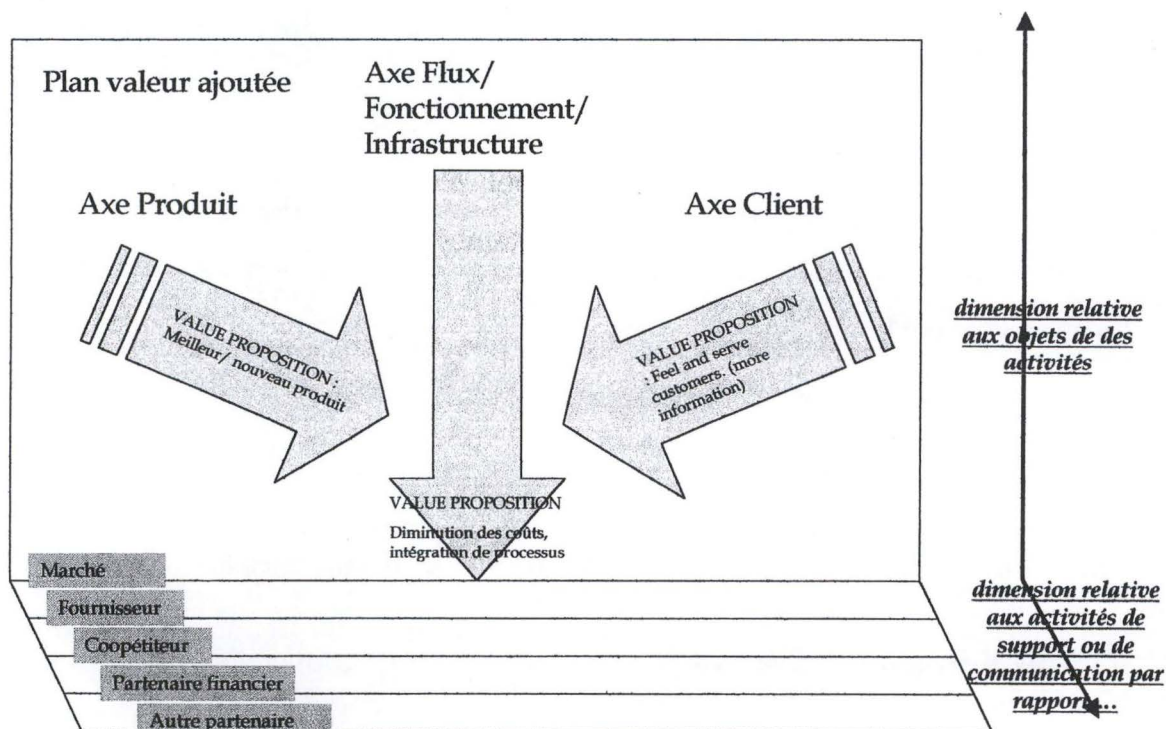 Plan valeur ajoutée
Axe Flux/
Fonctionnement/
Infrastructure
Axe Produit
Axe Client
VALUE PROPOSITION :
Meilleur/ nouveau produit
VALUE PROPOSITION
: Feel and serve
customers. (more
information)
VALUE PROPOSITION
Diminution des coûts,
intégration de processus
dimension relative
aux objets de des
activités
Marché
Fournisseur
Coopétiteur
Partenaire financier
Autre partenaire
dimension relative
aux activités de
support ou de
communication par
rapport...